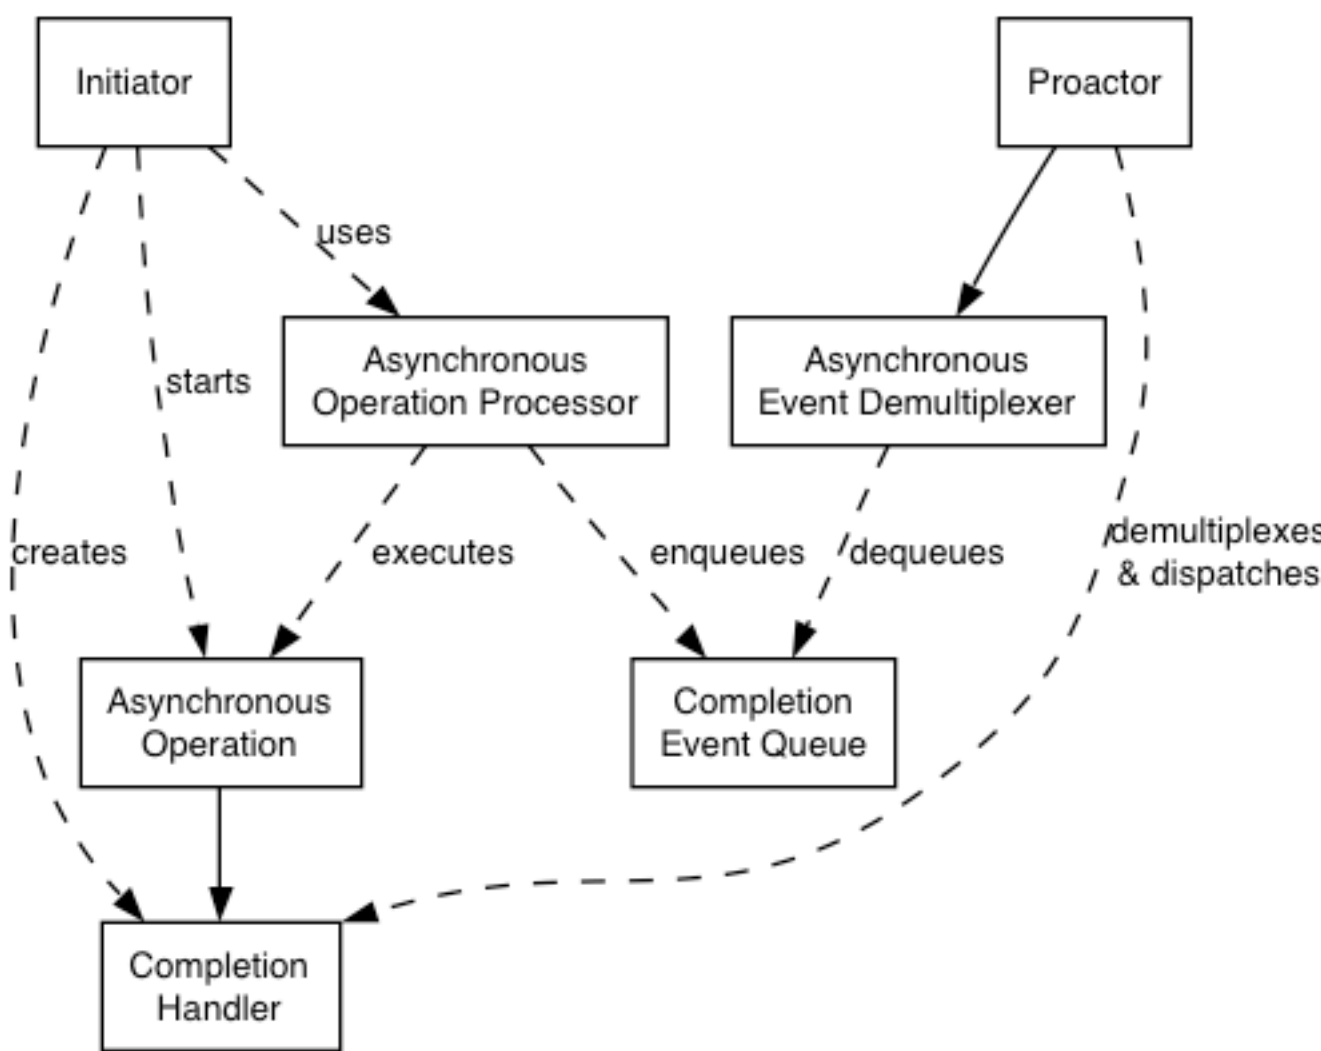 Initiator
Proactor
uses
Asynchronous
Operation Processor
Asynchronous
Event Demultiplexer
starts
creates
executes
enqueues
dequeues
demultiplexes
& dispatches
Asynchronous
Operation
Completion
Event Queue
Completion
Handler